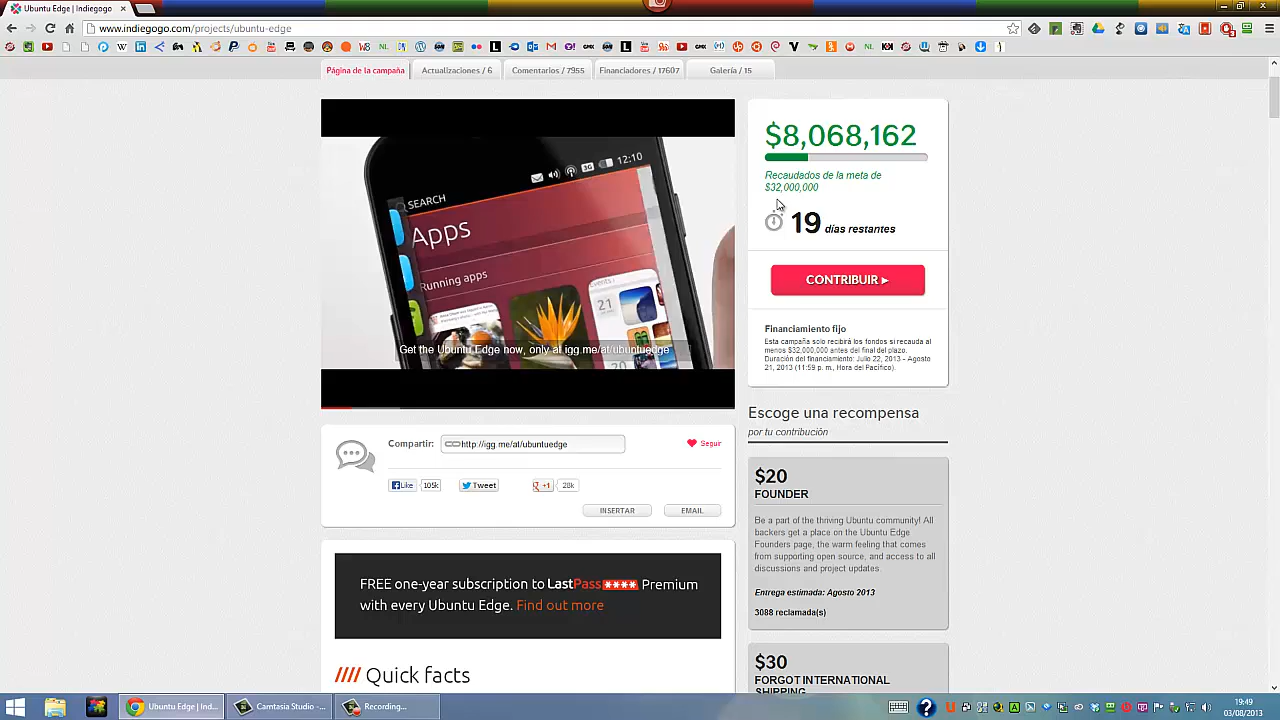 Ubuntu Edge | Indiegogo
www.indiegogo.com/projects/ubuntu-edge
Página de la campaña
Actualizaciones / 6
Comentarios / 7955
Financiadores / 17607
Galería / 15
12:10
SEARCH
Apps
Running apps
Get the Ubuntu Edge now, only at igg.me/at/ubuntuedge
$8,068,162
Recaudados de la meta de
$32,000,000
19 días restantes
CONTRIBUIR ▸
Financiamiento fijo
Esta campaña solo recibirá los fondos si recauda al
menos $32,000,000 antes del final del plazo.
Duración del financiamiento: Julio 22, 2013 - Agosto
21, 2013 (11:59 p. m., Hora del Pacífico).
Compartir: http://igg.me/at/ubuntuedge
Seguir
Like 105k
Tweet
+1 28k
INSERTAR
EMAIL
FREE one-year subscription to LastPass**** Premium
with every Ubuntu Edge. Find out more
//// Quick facts
Escoge una recompensa
por tu contribución
$20
FOUNDER
Be a part of the thriving Ubuntu community! All
backers get a place on the Ubuntu Edge
Founders page, the warm feeling that comes
from supporting open source, and access to all
discussions and project updates.
Entrega estimada: Agosto 2013
3088 reclamada(s)
$30
FORGOT INTERNATIONAL
SHIPPING
Ubuntu Edge | Ind...
Camtasia Studio -...
Recording...
19:49
03/08/2013